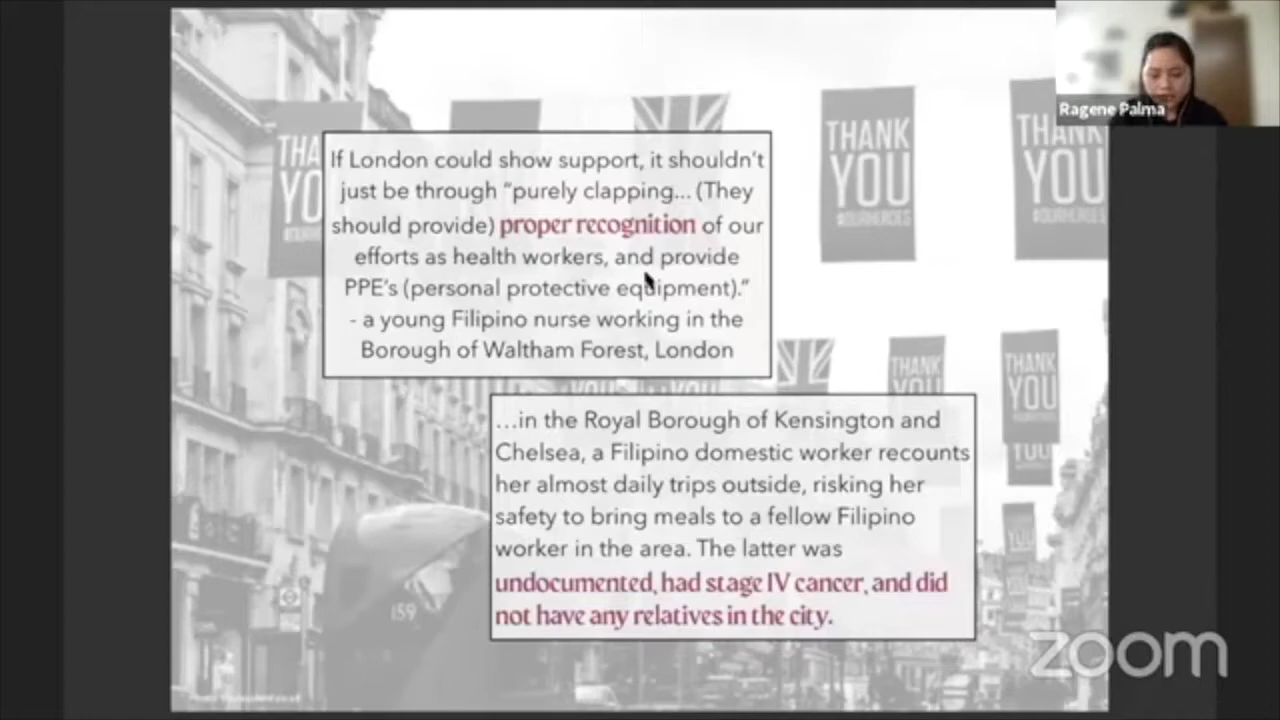 Ragene Palma
THANK
YOU
#OURHEROES
THANK
YOU
#OURHEROES
THA
YO
If London could show support, it shouldn't
just be through “purely clapping... (They
should provide) proper recognition of our
efforts as health workers, and provide
PPE's (personal protective equipment).”
- a young Filipino nurse working in the
Borough of Waltham Forest, London
THANK
YOU
THANK
YOU
YOU
…in the Royal Borough of Kensington and
Chelsea, a Filipino domestic worker recounts
her almost daily trips outside, risking her
safety to bring meals to a fellow Filipino
worker in the area. The latter was
undocumented, had stage IV cancer, and did
not have any relatives in the city.
159
zoom